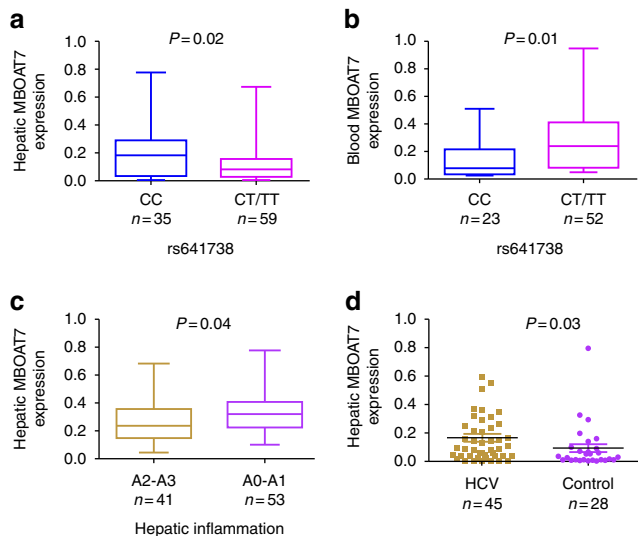 a
P=0.02
Hepatic MBOAT7
expression
1.0
0.8
0.6
0.4
0.2
0.0
CC
CT/TT
n=35
n=59
rs641738
b
P=0.01
Blood MBOAT7
expression
1.0
0.8
0.6
0.4
0.2
0.0
CC
CT/TT
n=23
n=52
rs641738
c
P=0.04
Hepatic MBOAT7
expression
1.0
0.8
0.6
0.4
0.2
0.0
A2-A3
A0-A1
n=41
n=53
Hepatic inflammation
d
P=0.03
Hepatic MBOAT7
expression
1.0
0.8
0.6
0.4
0.2
0.0
HCV
Control
n=45
n=28